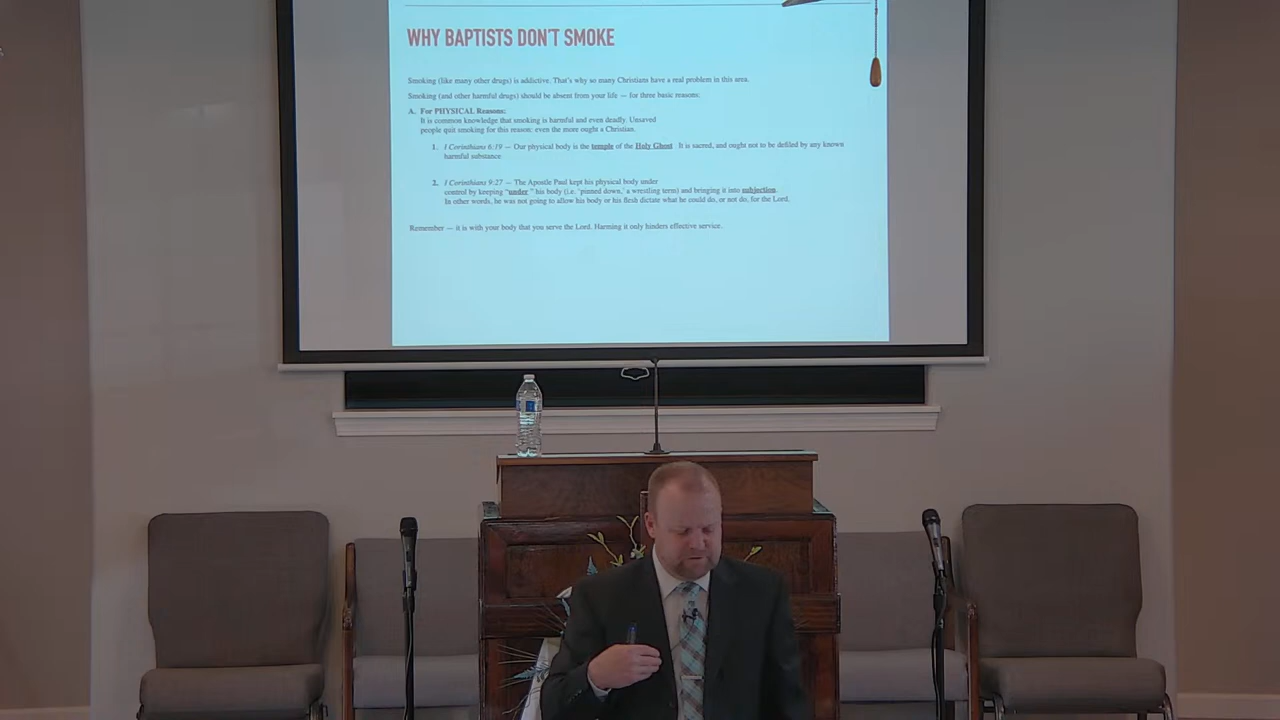 WHY BAPTISTS DON'T SMOKE
Smoking (like many other drugs) is addictive. That's why so many Christians have a real problem in this area.
Smoking (and other harmful drugs) should be absent from your life — for three basic reasons:
A. For PHYSICAL Reasons:
It is common knowledge that smoking is harmful and even deadly. Unsaved
people quit smoking for this reason; even the more ought a Christian.
1. I Corinthians 6:19 — Our physical body is the temple of the Holy Ghost It is sacred, and ought not to be defiled by any known
harmful substance
2. I Corinthians 9:27 — The Apostle Paul kept his physical body under
control by keeping "under " his body (i.e. 'pinned down,' a wrestling term) and bringing it into subjection.
In other words, he was not going to allow his body or his flesh dictate what he could do, or not do, for the Lord.
Remember — it is with your body that you serve the Lord. Harming it only hinders effective service.